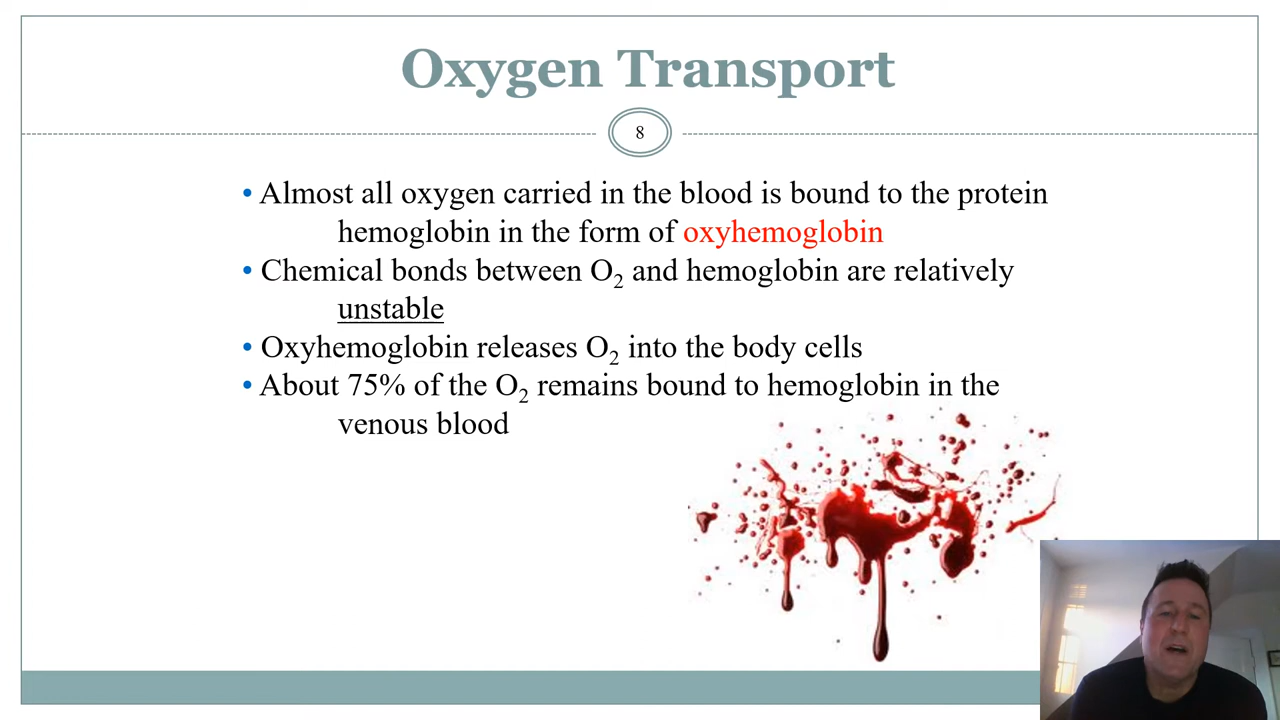 Oxygen Transport
8
• Almost all oxygen carried in the blood is bound to the protein
hemoglobin in the form of oxyhemoglobin
• Chemical bonds between O₂ and hemoglobin are relatively
unstable
• Oxyhemoglobin releases O₂ into the body cells
• About 75% of the O₂ remains bound to hemoglobin in the
venous blood